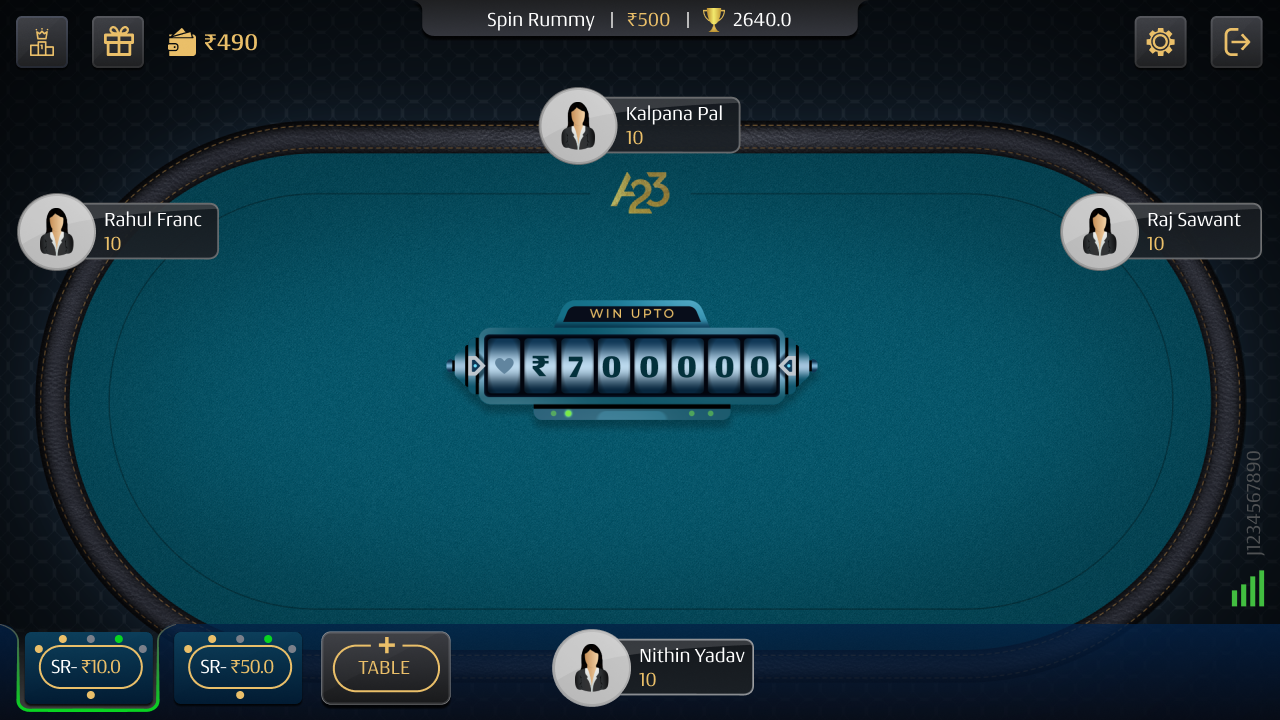 Spin Rummy | ₹500 | 2640.0
₹490
Kalpana Pal
10
A23
Rahul Franc
10
Raj Sawant
10
WIN UPTO
₹700000
J1234567890
SR- ₹10.0
SR- ₹50.0
TABLE
Nithin Yadav
10